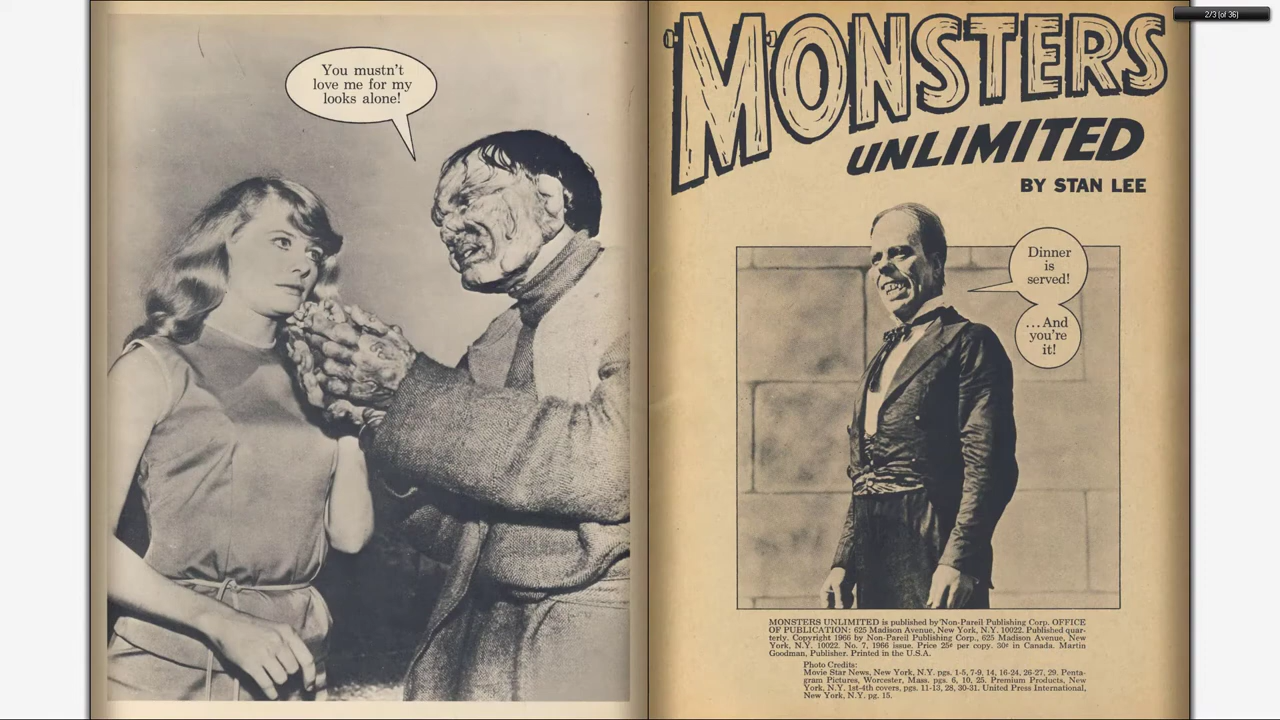 2/3 (of 36)
You mustn't
love me for my
looks alone!
MONSTERS
UNLIMITED
BY STAN LEE
Dinner
is
served!
...And
you're
it!
MONSTERS UNLIMITED is published by Non-Pareil Publishing Corp. OFFICE
OF PUBLICATION: 625 Madison Avenue, New York, N.Y. 10022. Published quar-
terly. Copyright 1966 by Non-Pareil Publishing Corp., 625 Madison Avenue, New
York, N.Y. 10022. No. 7, 1966 issue. Price 25¢ per copy. 30¢ in Canada. Martin
Goodman, Publisher. Printed in the U.S.A.
Photo Credits:
Movie Star News, New York, N.Y. pgs. 1-5, 7-9, 14, 16-24, 26-27, 29. Penta-
gram Pictures, Worcester, Mass. pgs. 6, 10, 25. Premium Products, New
York, N.Y. 1st-4th covers, pgs. 11-13, 28, 30-31. United Press International,
New York, N.Y. pg. 15.